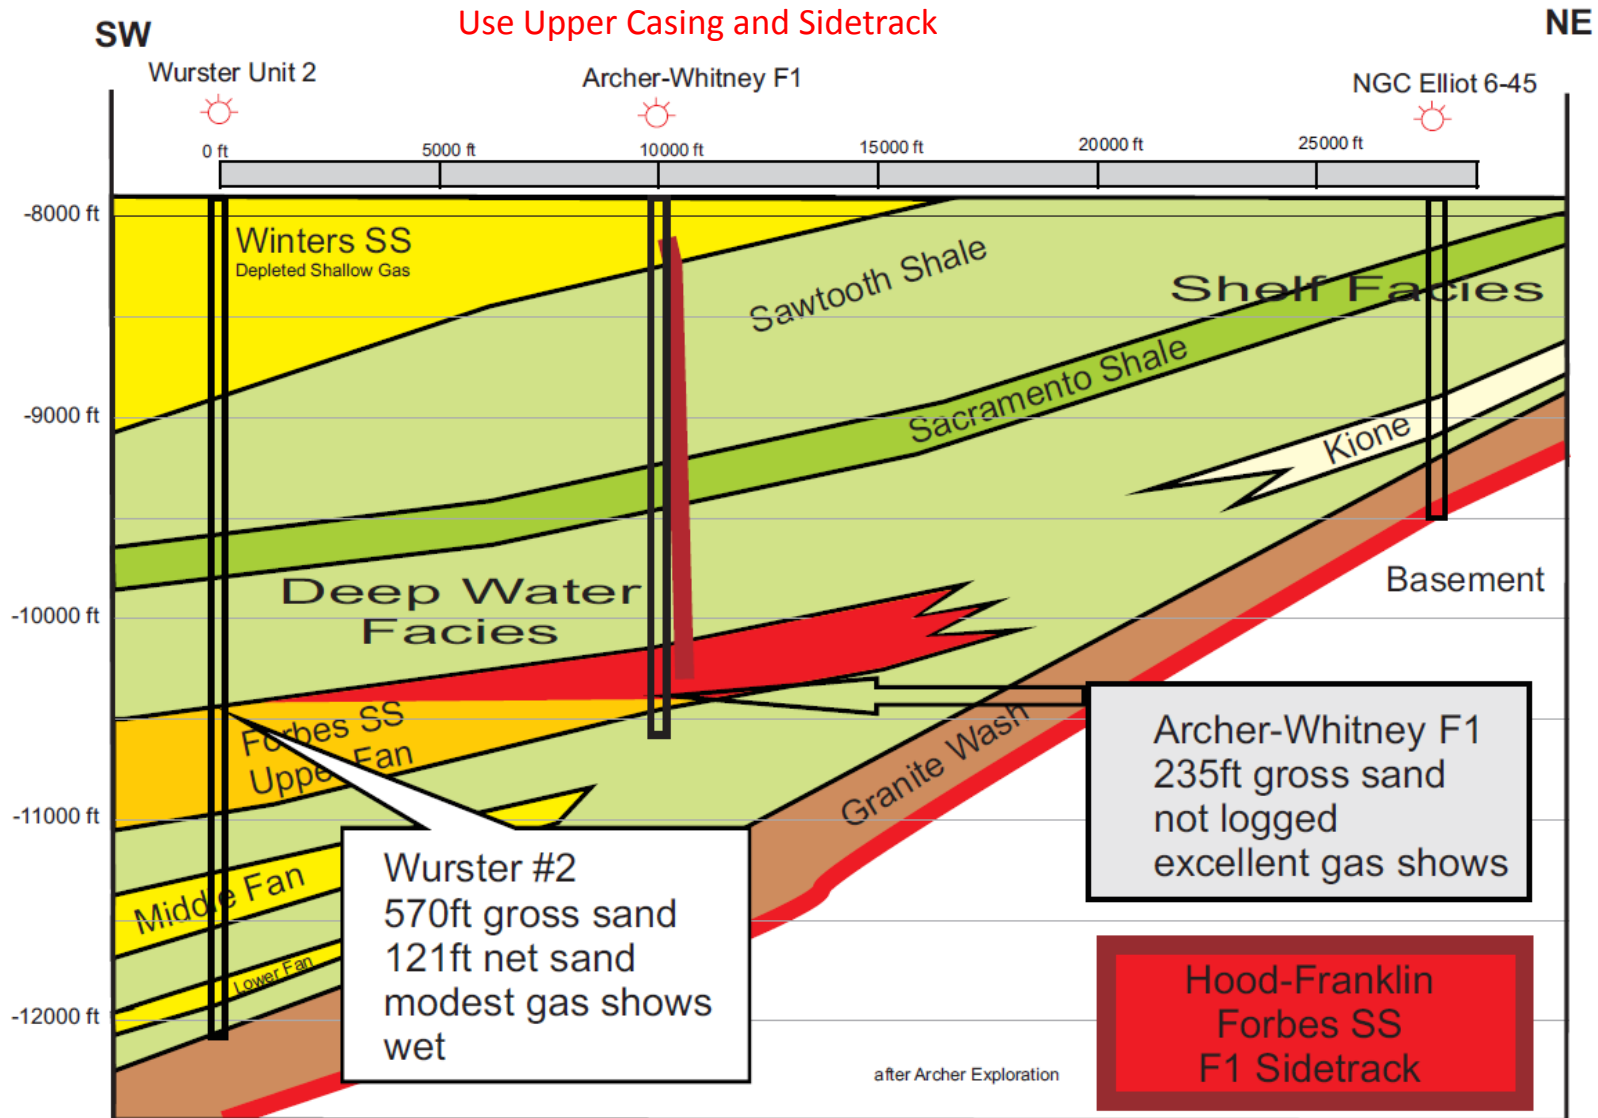 Use Upper Casing and Sidetrack
SW
NE
Wurster Unit 2
Archer-Whitney F1
NGC Elliot 6-45
0 ft
5000 ft
10000 ft
15000 ft
20000 ft
25000 ft
-8000 ft
-9000 ft
-10000 ft
-11000 ft
-12000 ft
Winters SS
Depleted Shallow Gas
Sawtooth Shale
Shelf Facies
Sacramento Shale
Kione
Deep Water
Facies
Basement
Forbes SS
Upper Fan
Granite Wash
Middle Fan
Lower Fan
Wurster #2
570ft gross sand
121ft net sand
modest gas shows
wet
Archer-Whitney F1
235ft gross sand
not logged
excellent gas shows
Hood-Franklin
Forbes SS
F1 Sidetrack
after Archer Exploration